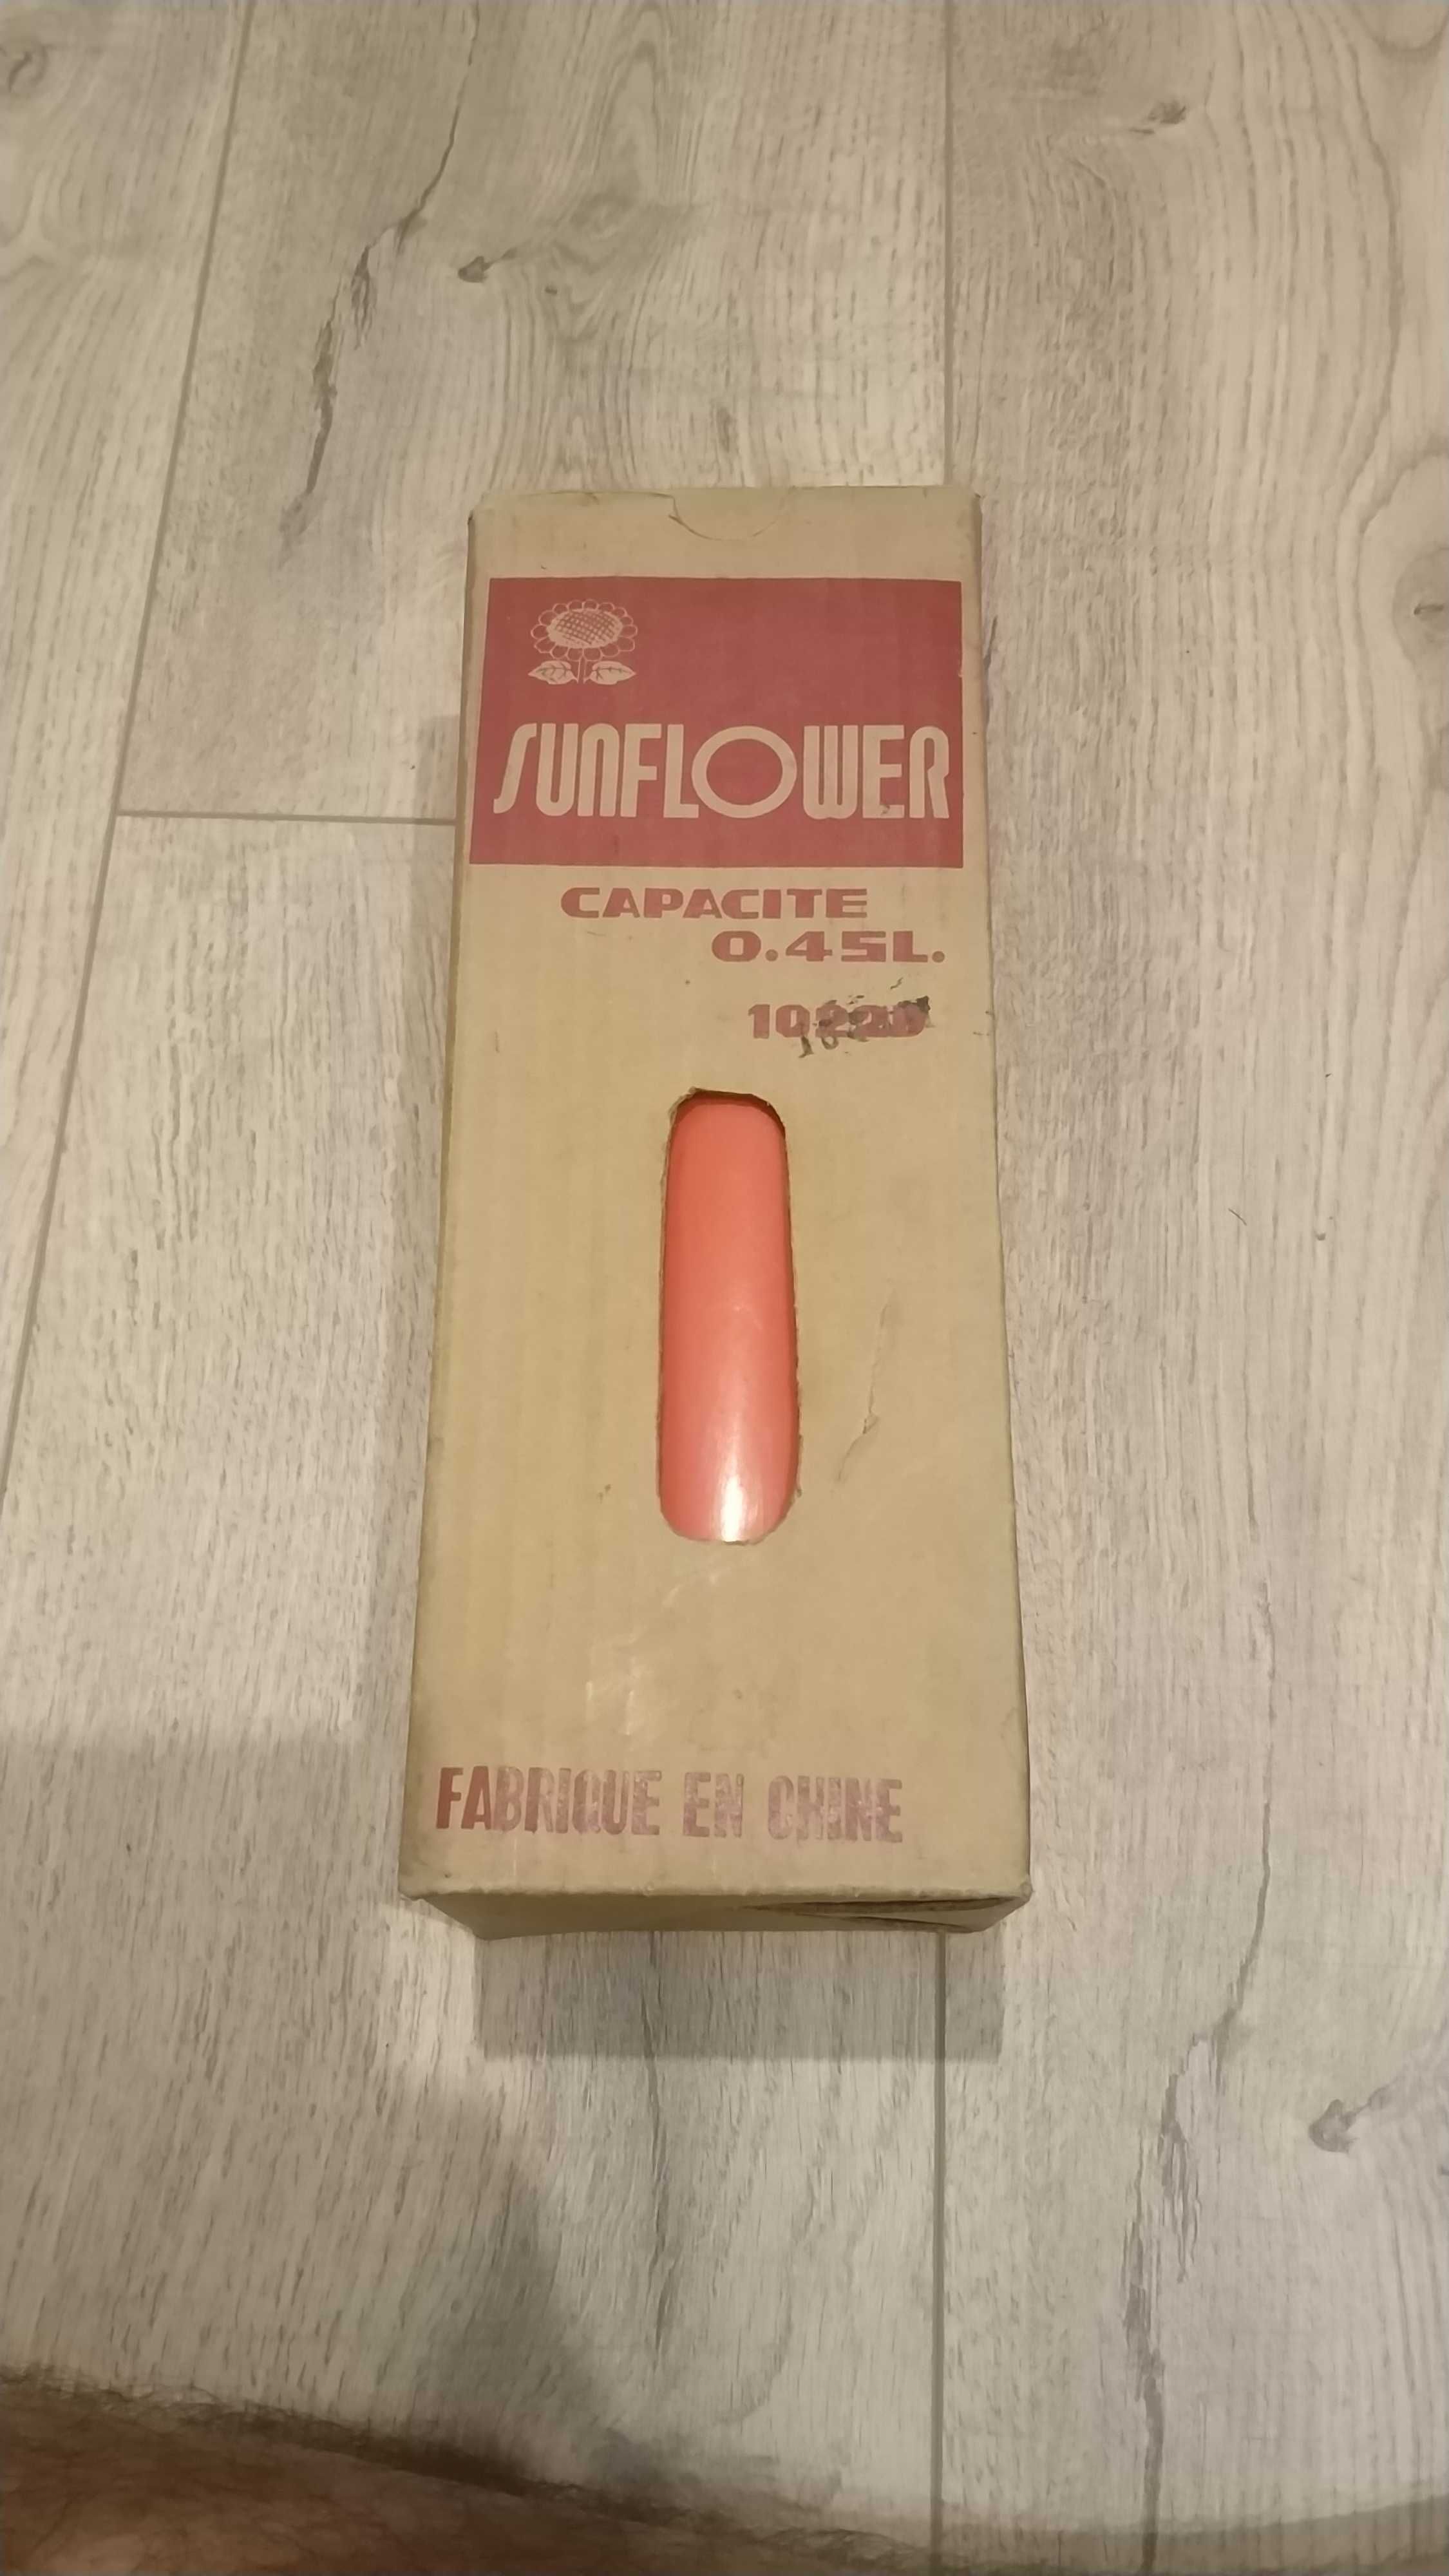 SUNFLOWER
CAPACITE
0.45L.
FABRIQUE EN CHINE